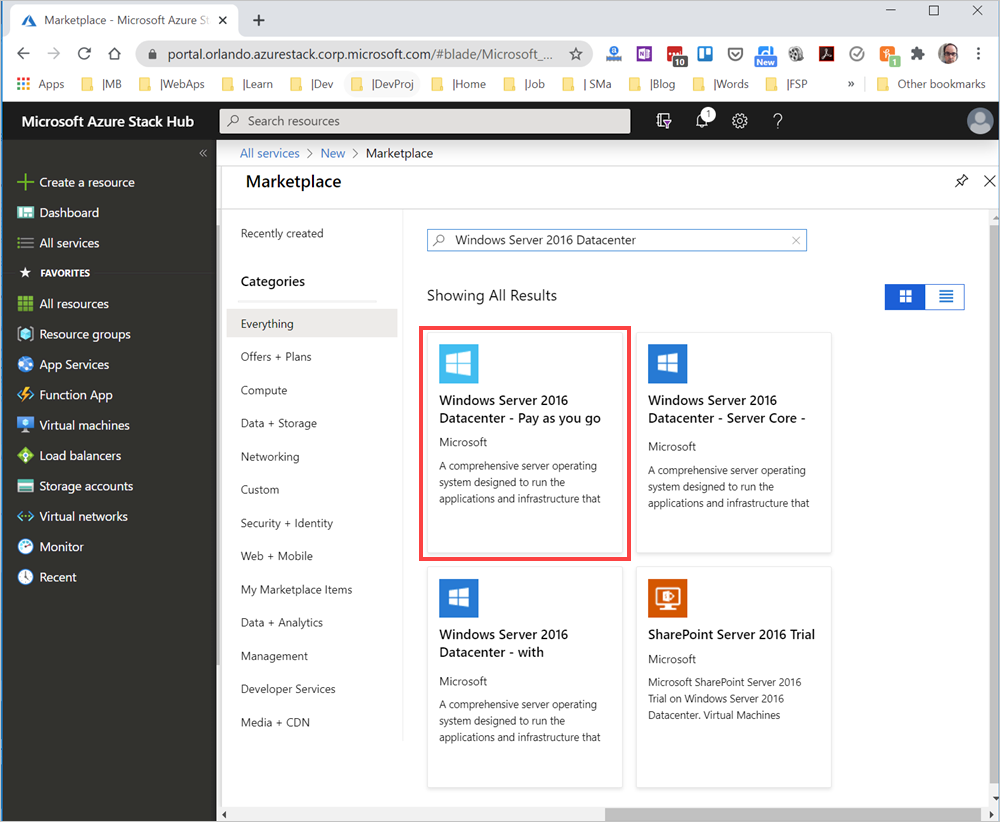 Marketplace - Microsoft Azure St
portal.orlando.azurestack.corp.microsoft.com/#blade/Microsoft_...
10
New
1
Apps |MB |WebApps |Learn |Dev |DevProj |Home |Job | SMa |Blog |Words |FSP » Other bookmarks
Microsoft Azure Stack Hub
Search resources
1
?
«
Create a resource
Dashboard
All services
FAVORITES
All resources
Resource groups
App Services
Function App
Virtual machines
Load balancers
Storage accounts
Virtual networks
Monitor
Recent
All services > New > Marketplace
Marketplace
Recently created
Categories
Everything
Offers + Plans
Compute
Data + Storage
Networking
Custom
Security + Identity
Web + Mobile
My Marketplace Items
Data + Analytics
Management
Developer Services
Media + CDN
Windows Server 2016 Datacenter
Showing All Results
Windows Server 2016
Datacenter - Pay as you go
Microsoft
A comprehensive server operating
system designed to run the
applications and infrastructure that
Windows Server 2016
Datacenter - Server Core -
Microsoft
A comprehensive server operating
system designed to run the
applications and infrastructure that
Windows Server 2016
Datacenter - with
Microsoft
A comprehensive server operating
system designed to run the
applications and infrastructure that
SharePoint Server 2016 Trial
Microsoft
Microsoft SharePoint Server 2016
Trial on Windows Server 2016
Datacenter. Virtual Machines